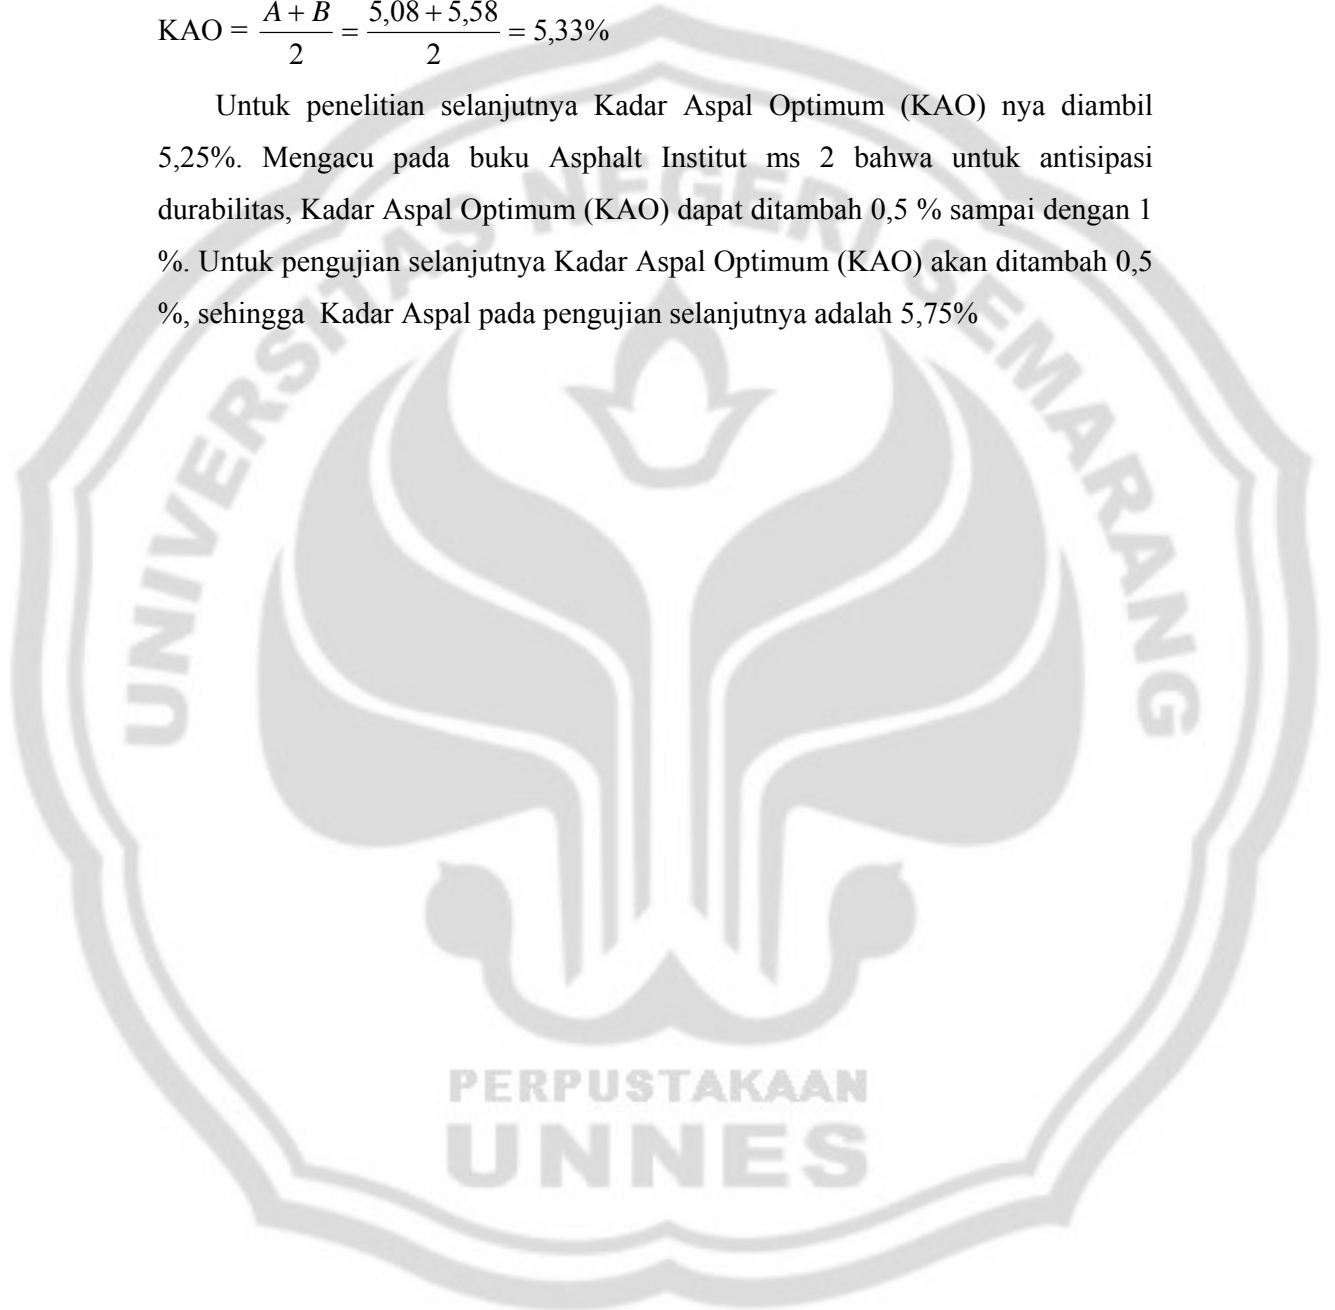 KAO = \frac{A + B}{2} = \frac{5,08 + 5,58}{2} = 5,33%
Untuk penelitian selanjutnya Kadar Aspal Optimum (KAO) nya diambil
5,25%. Mengacu pada buku Asphalt Institut ms 2 bahwa untuk antisipasi
durabilitas, Kadar Aspal Optimum (KAO) dapat ditambah 0,5 % sampai dengan 1
%. Untuk pengujian selanjutnya Kadar Aspal Optimum (KAO) akan ditambah 0,5
%, sehingga Kadar Aspal pada pengujian selanjutnya adalah 5,75%
UNIVERSITAS NEGERI SEMARANG
PERPUSTAKAAN
UNNES